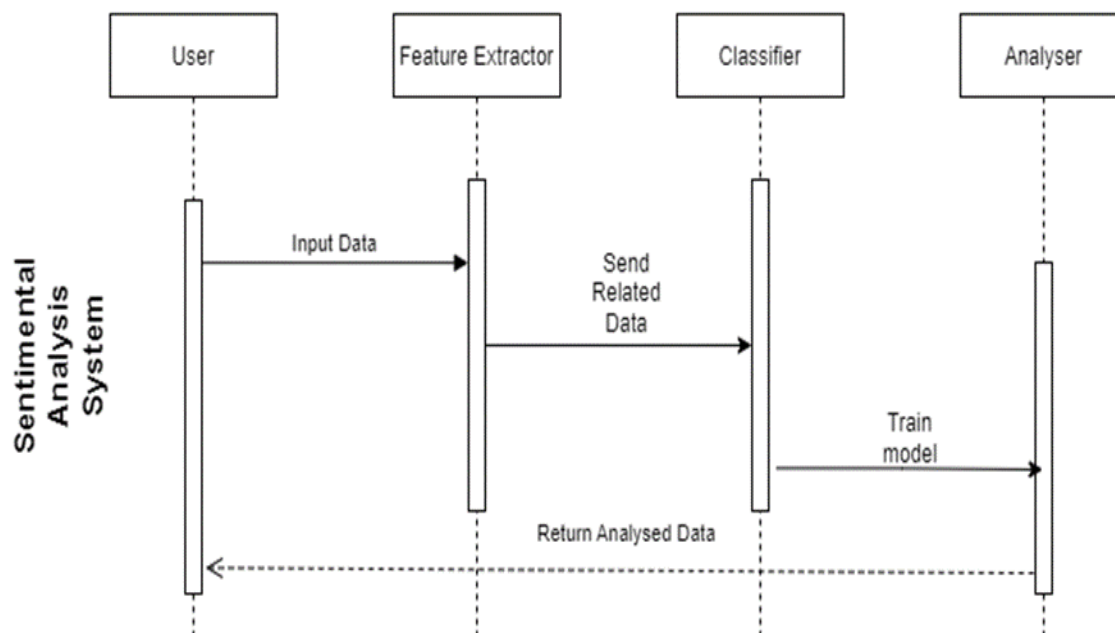 User
Feature Extractor
Classifier
Analyser
Sentimental
Analysis
System
Input Data
Send
Related
Data
Train
model
Return Analysed Data